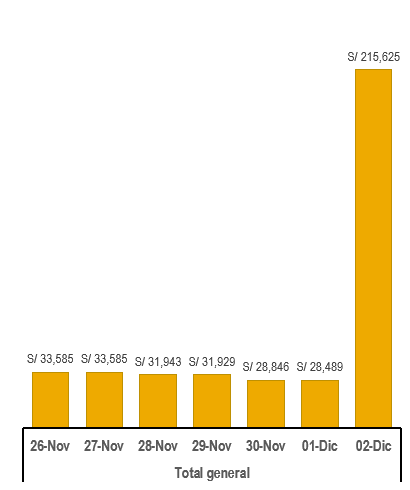 S/ 215,625
S/ 33,585 S/ 33,585 S/ 31,943 S/ 31,929 S/ 28,846 S/ 28,489
26-Nov 27-Nov 28-Nov 29-Nov 30-Nov 01-Dic 02-Dic
Total general